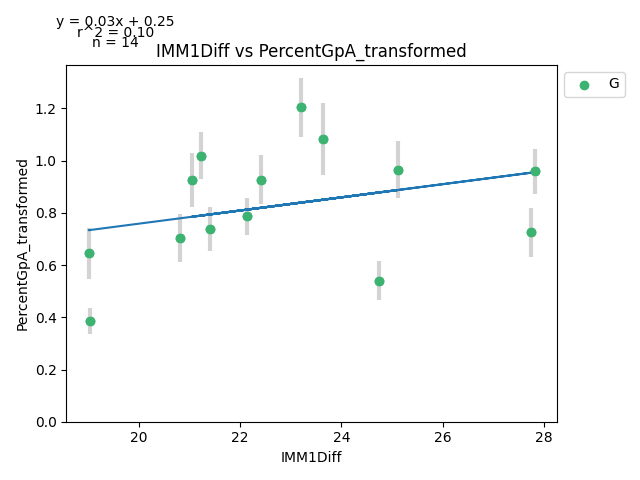 y = 0.03x + 0.25
r^2 = 0.10
n = 14
IMM1Diff vs PercentGpA_transformed
G
1.2
1.0
0.8
0.6
0.4
0.2
0.0
PercentGpA_transformed
20
22
24
26
28
IMM1Diff